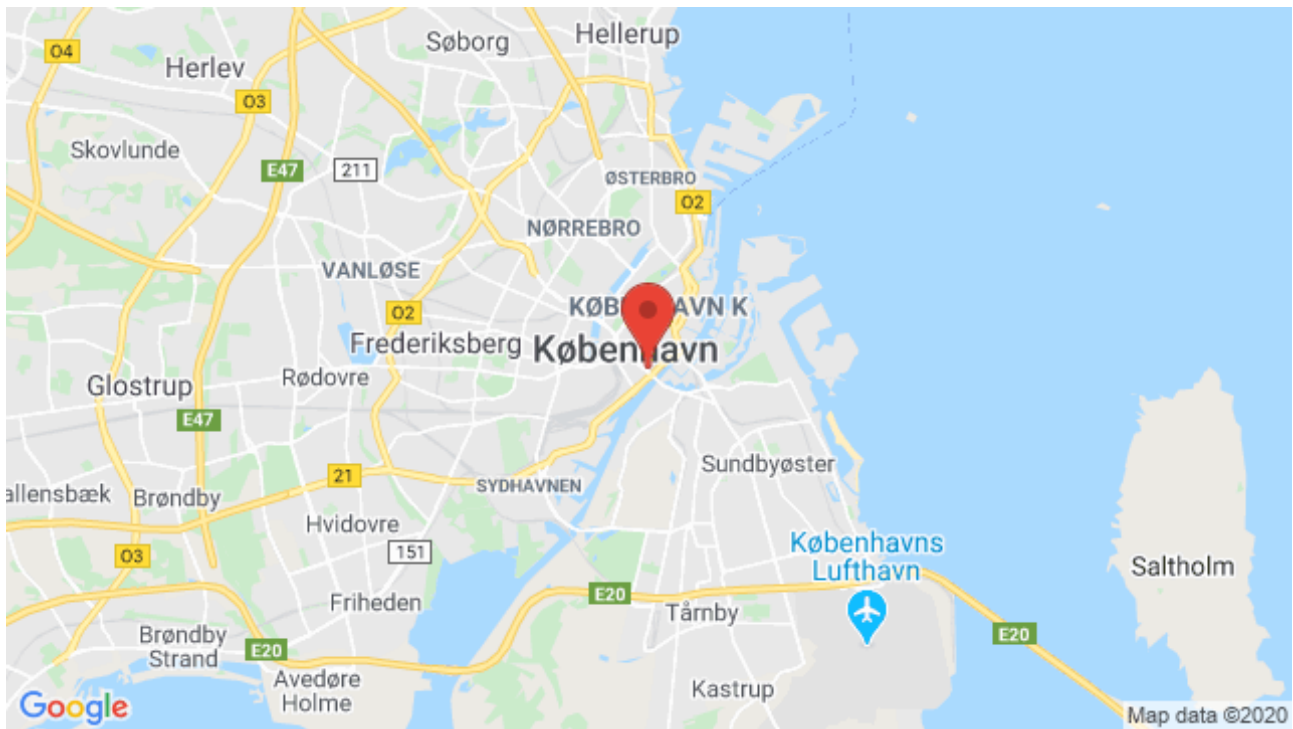 Hellerup
Søborg
O4
Herlev
O3
Skovlunde
E47
211
ØSTERBRO
O2
NØRREBRO
VANLØSE
O2
KØB
AVN K
Frederiksberg
København
Rødovre
Glostrup
E47
Sundbyøster
21
SYDHAVNEN
allensbæk
Brøndby
Hvidovre
151
O3
Københavns
Lufthavn
Saltholm
E20
Friheden
Tårnby
E20
Brøndby
Strand
E20
Avedøre
Holme
Kastrup
Google
Map data ©2020